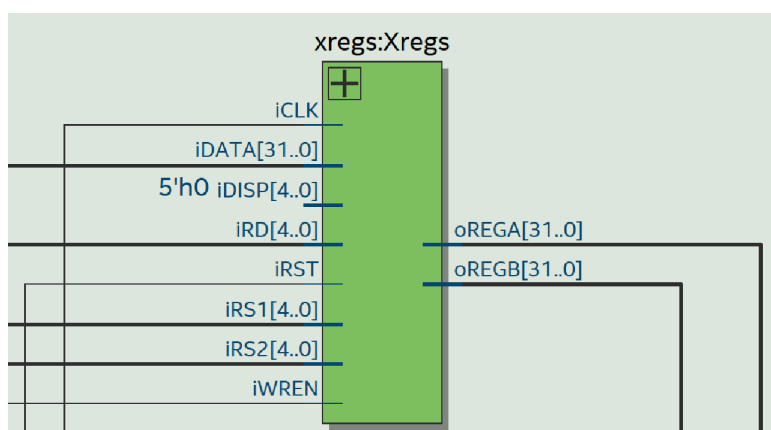 xregs:Xregs
iCLK
iDATA[31..0]
5'h0 iDISP[4..0]
iRD[4..0]
oREGA[31..0]
iRST
oREGB[31..0]
iRS1[4..0]
iRS2[4..0]
iWREN